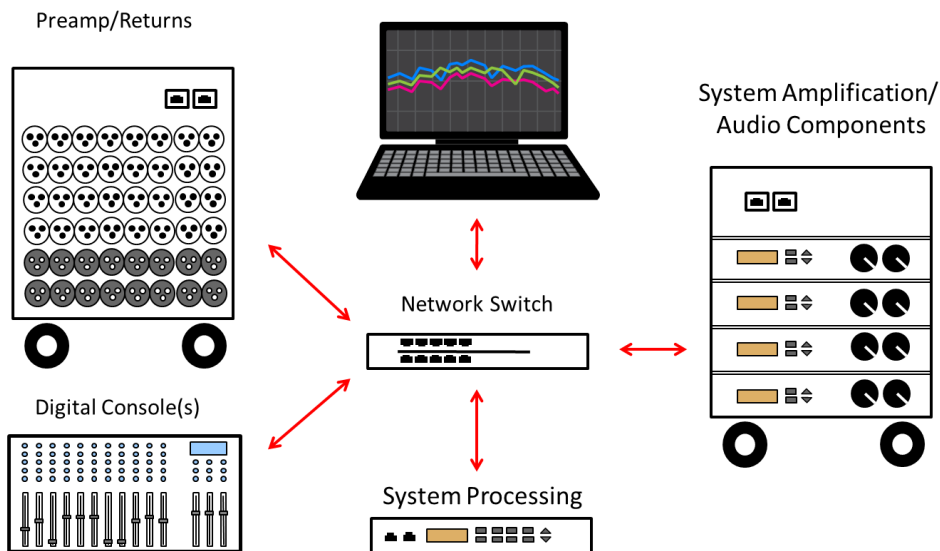 Preamp/Returns
System Amplification/
Audio Components
Network Switch
Digital Console(s)
System Processing